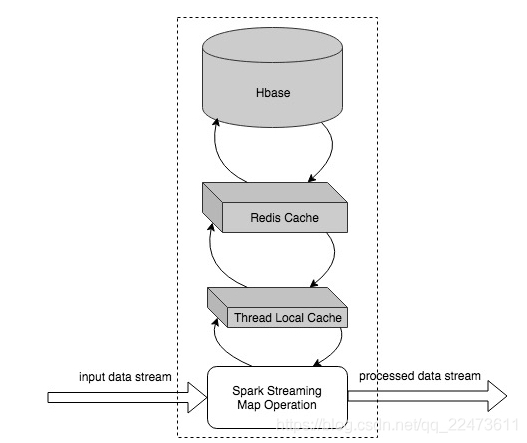 Hbase
Redis Cache
Thread Local Cache
input data stream
processed data stream
Spark Streaming
Map Operation
https://blog.csdn.net/qq_22473611